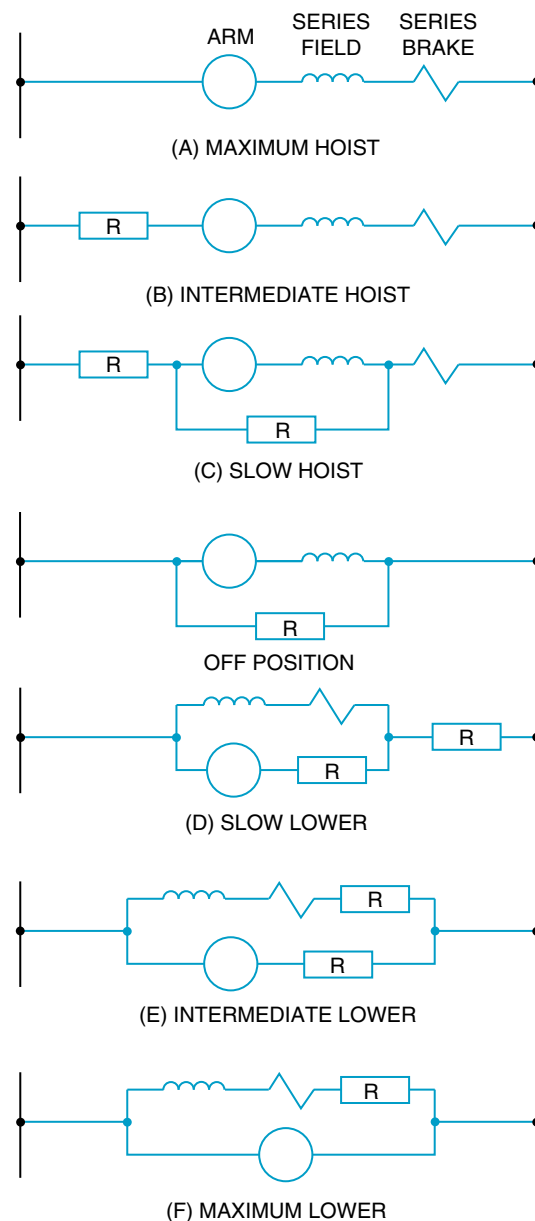 ARM
SERIES FIELD
SERIES BRAKE
(A) MAXIMUM HOIST
R
(B) INTERMEDIATE HOIST
R
R
(C) SLOW HOIST
R
OFF POSITION
R
R
(D) SLOW LOWER
R
R
(E) INTERMEDIATE LOWER
R
(F) MAXIMUM LOWER